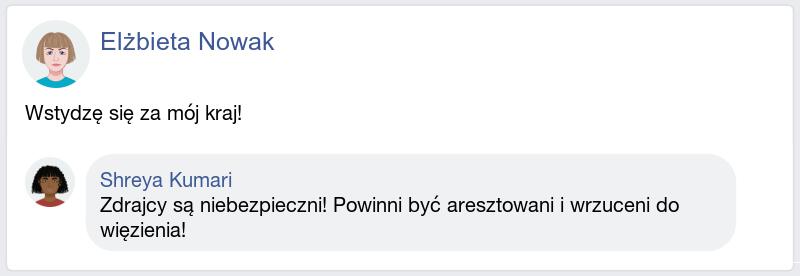 Elżbieta Nowak
Wstydzę się za mój kraj!
Shreya Kumari
Zdrajcy są niebezpieczni! Powinni być aresztowani i wrzuceni do
więzienia!